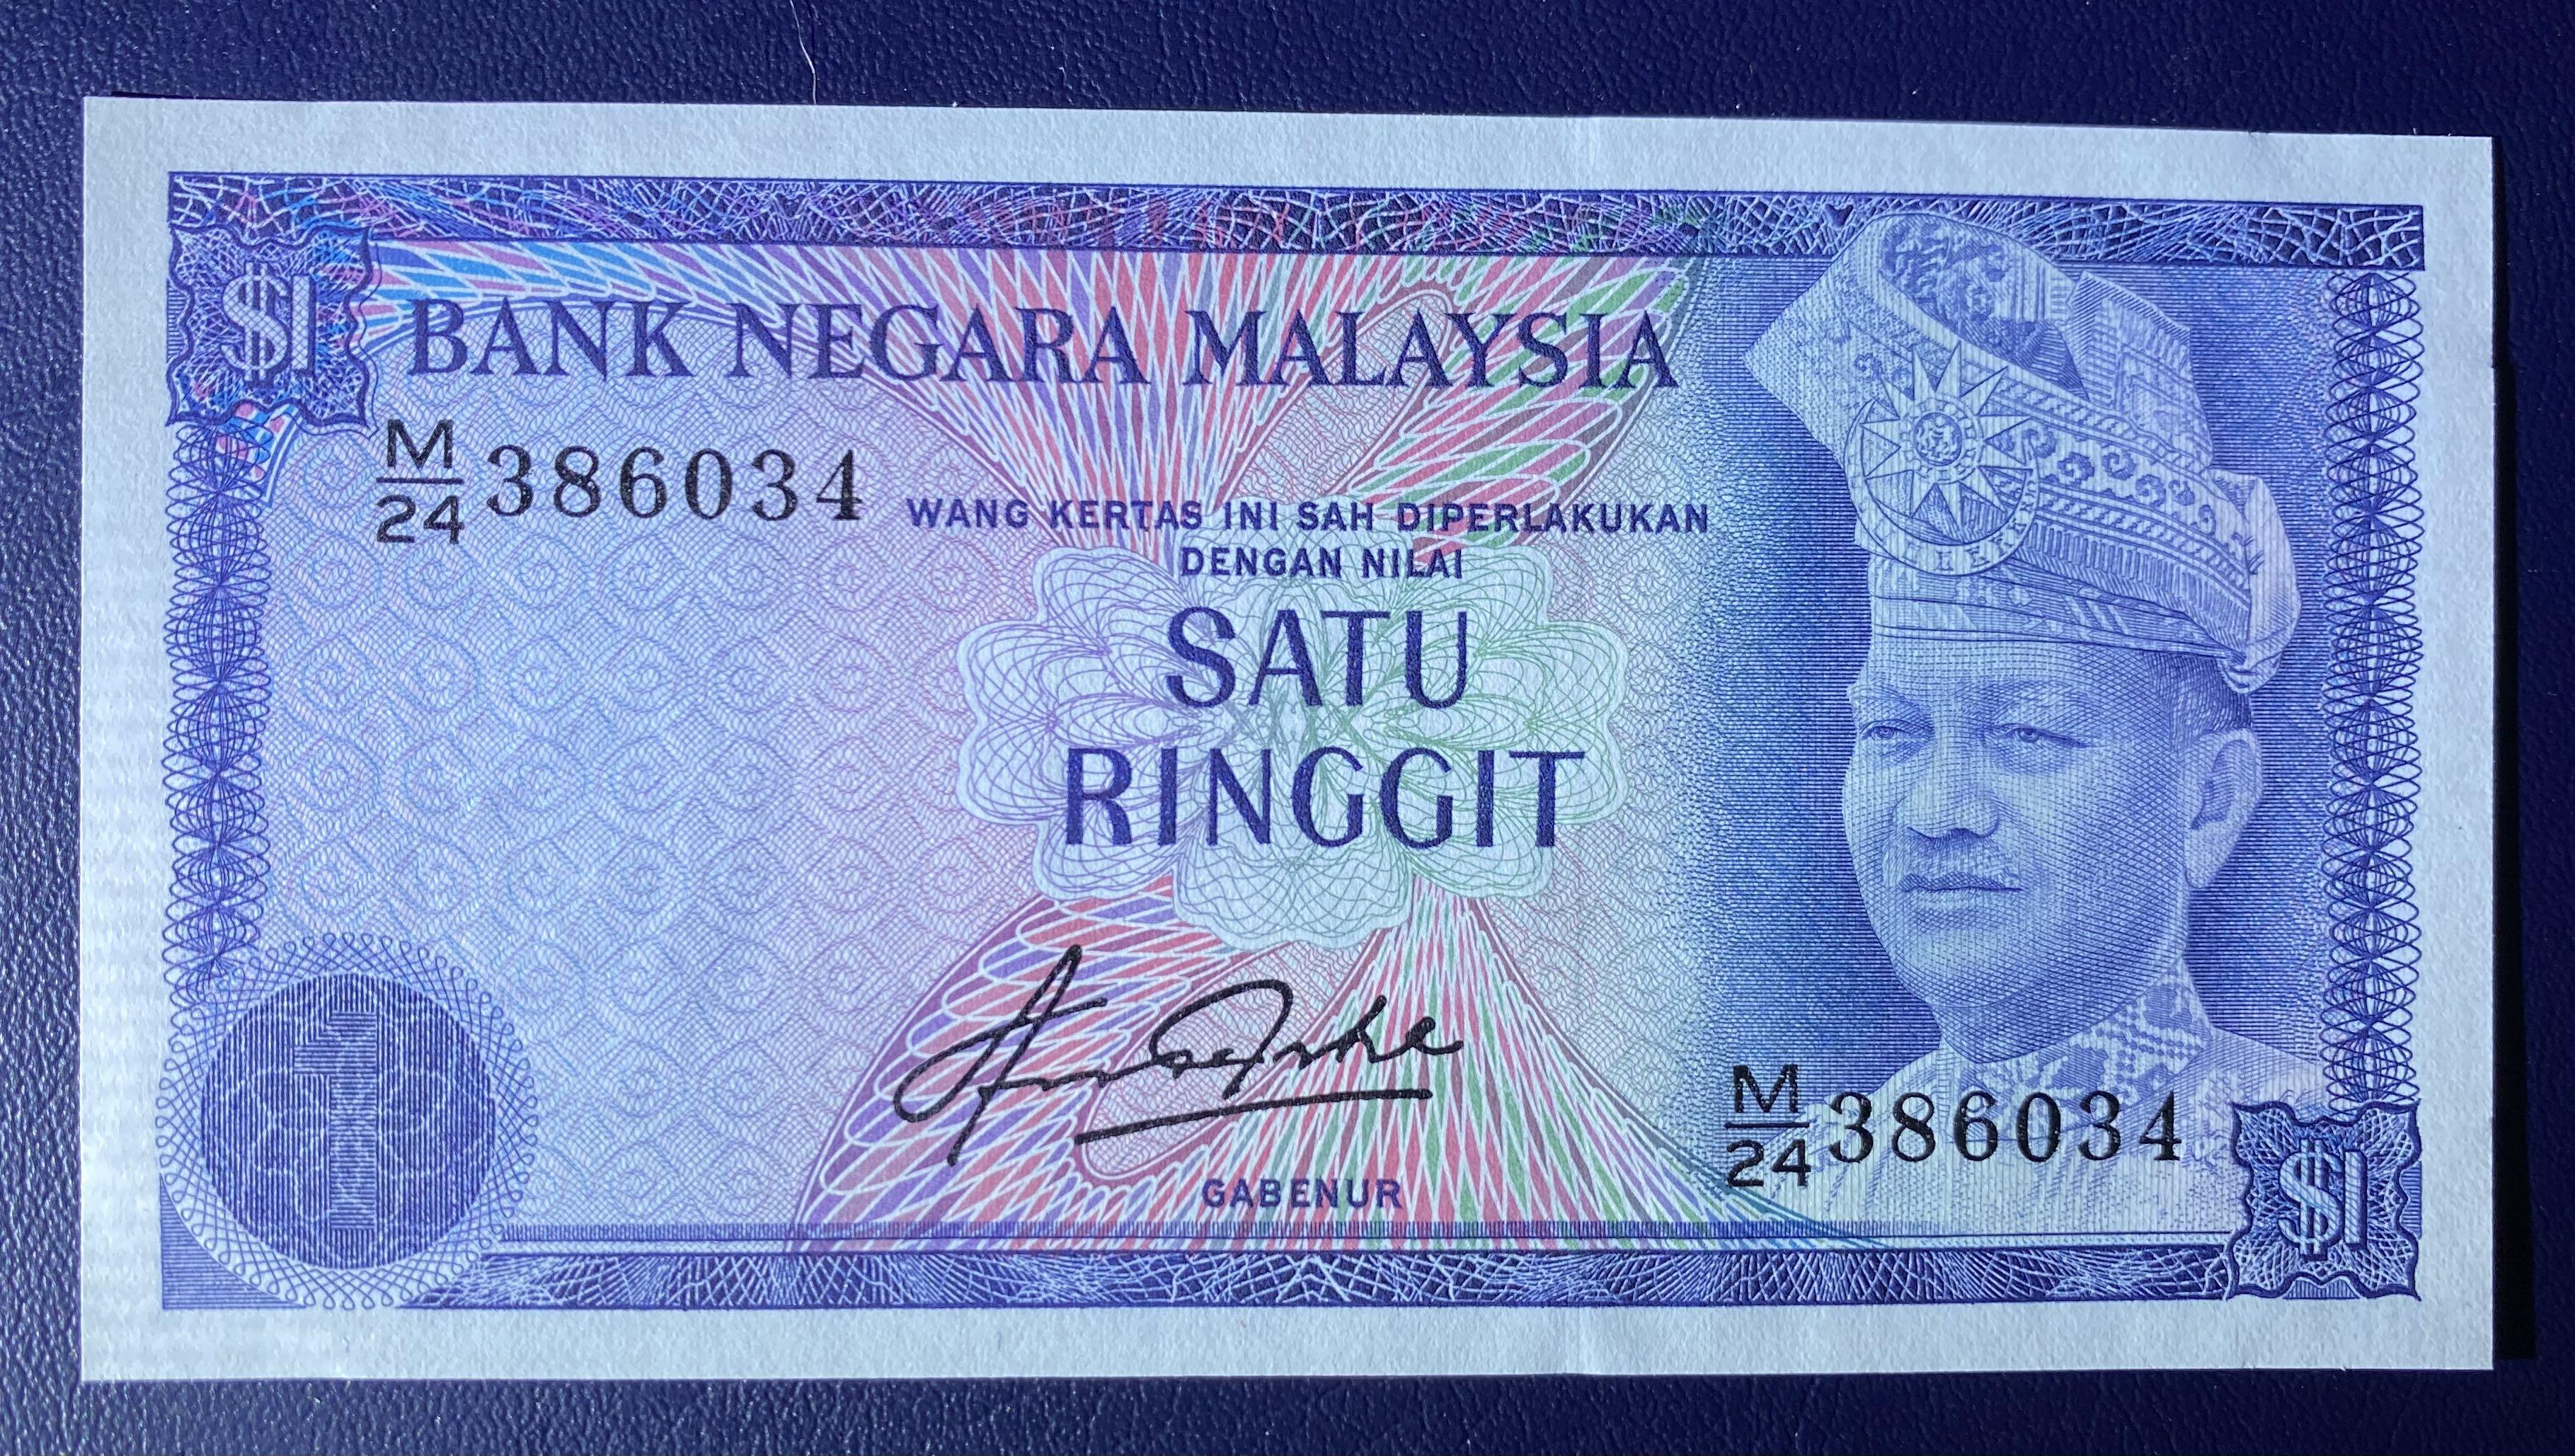 $1
BANK NEGARA MALAYSIA
M/24 386034
WANG KERTAS INI SAH DIPERLAKUKAN
DENGAN NILAI
SATU
RINGGIT
GABENUR
M/24 386034
1
$1